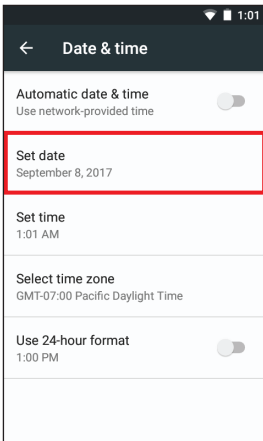 1:01
Date & time
Automatic date & time
Use network-provided time
Set date
September 8, 2017
Set time
1:01 AM
Select time zone
GMT-07:00 Pacific Daylight Time
Use 24-hour format
1:00 PM